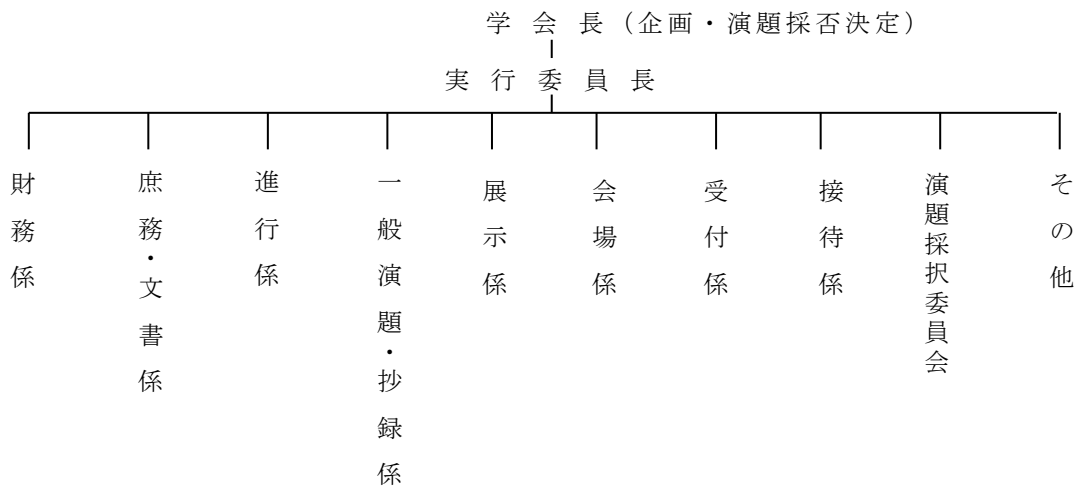 学会長（企画・演題採否決定）
実行委員長
財務係
庶務・文書係
進行係
一般演題・抄録係
展示係
会場係
受付係
接待係
演題採択委員会
その他